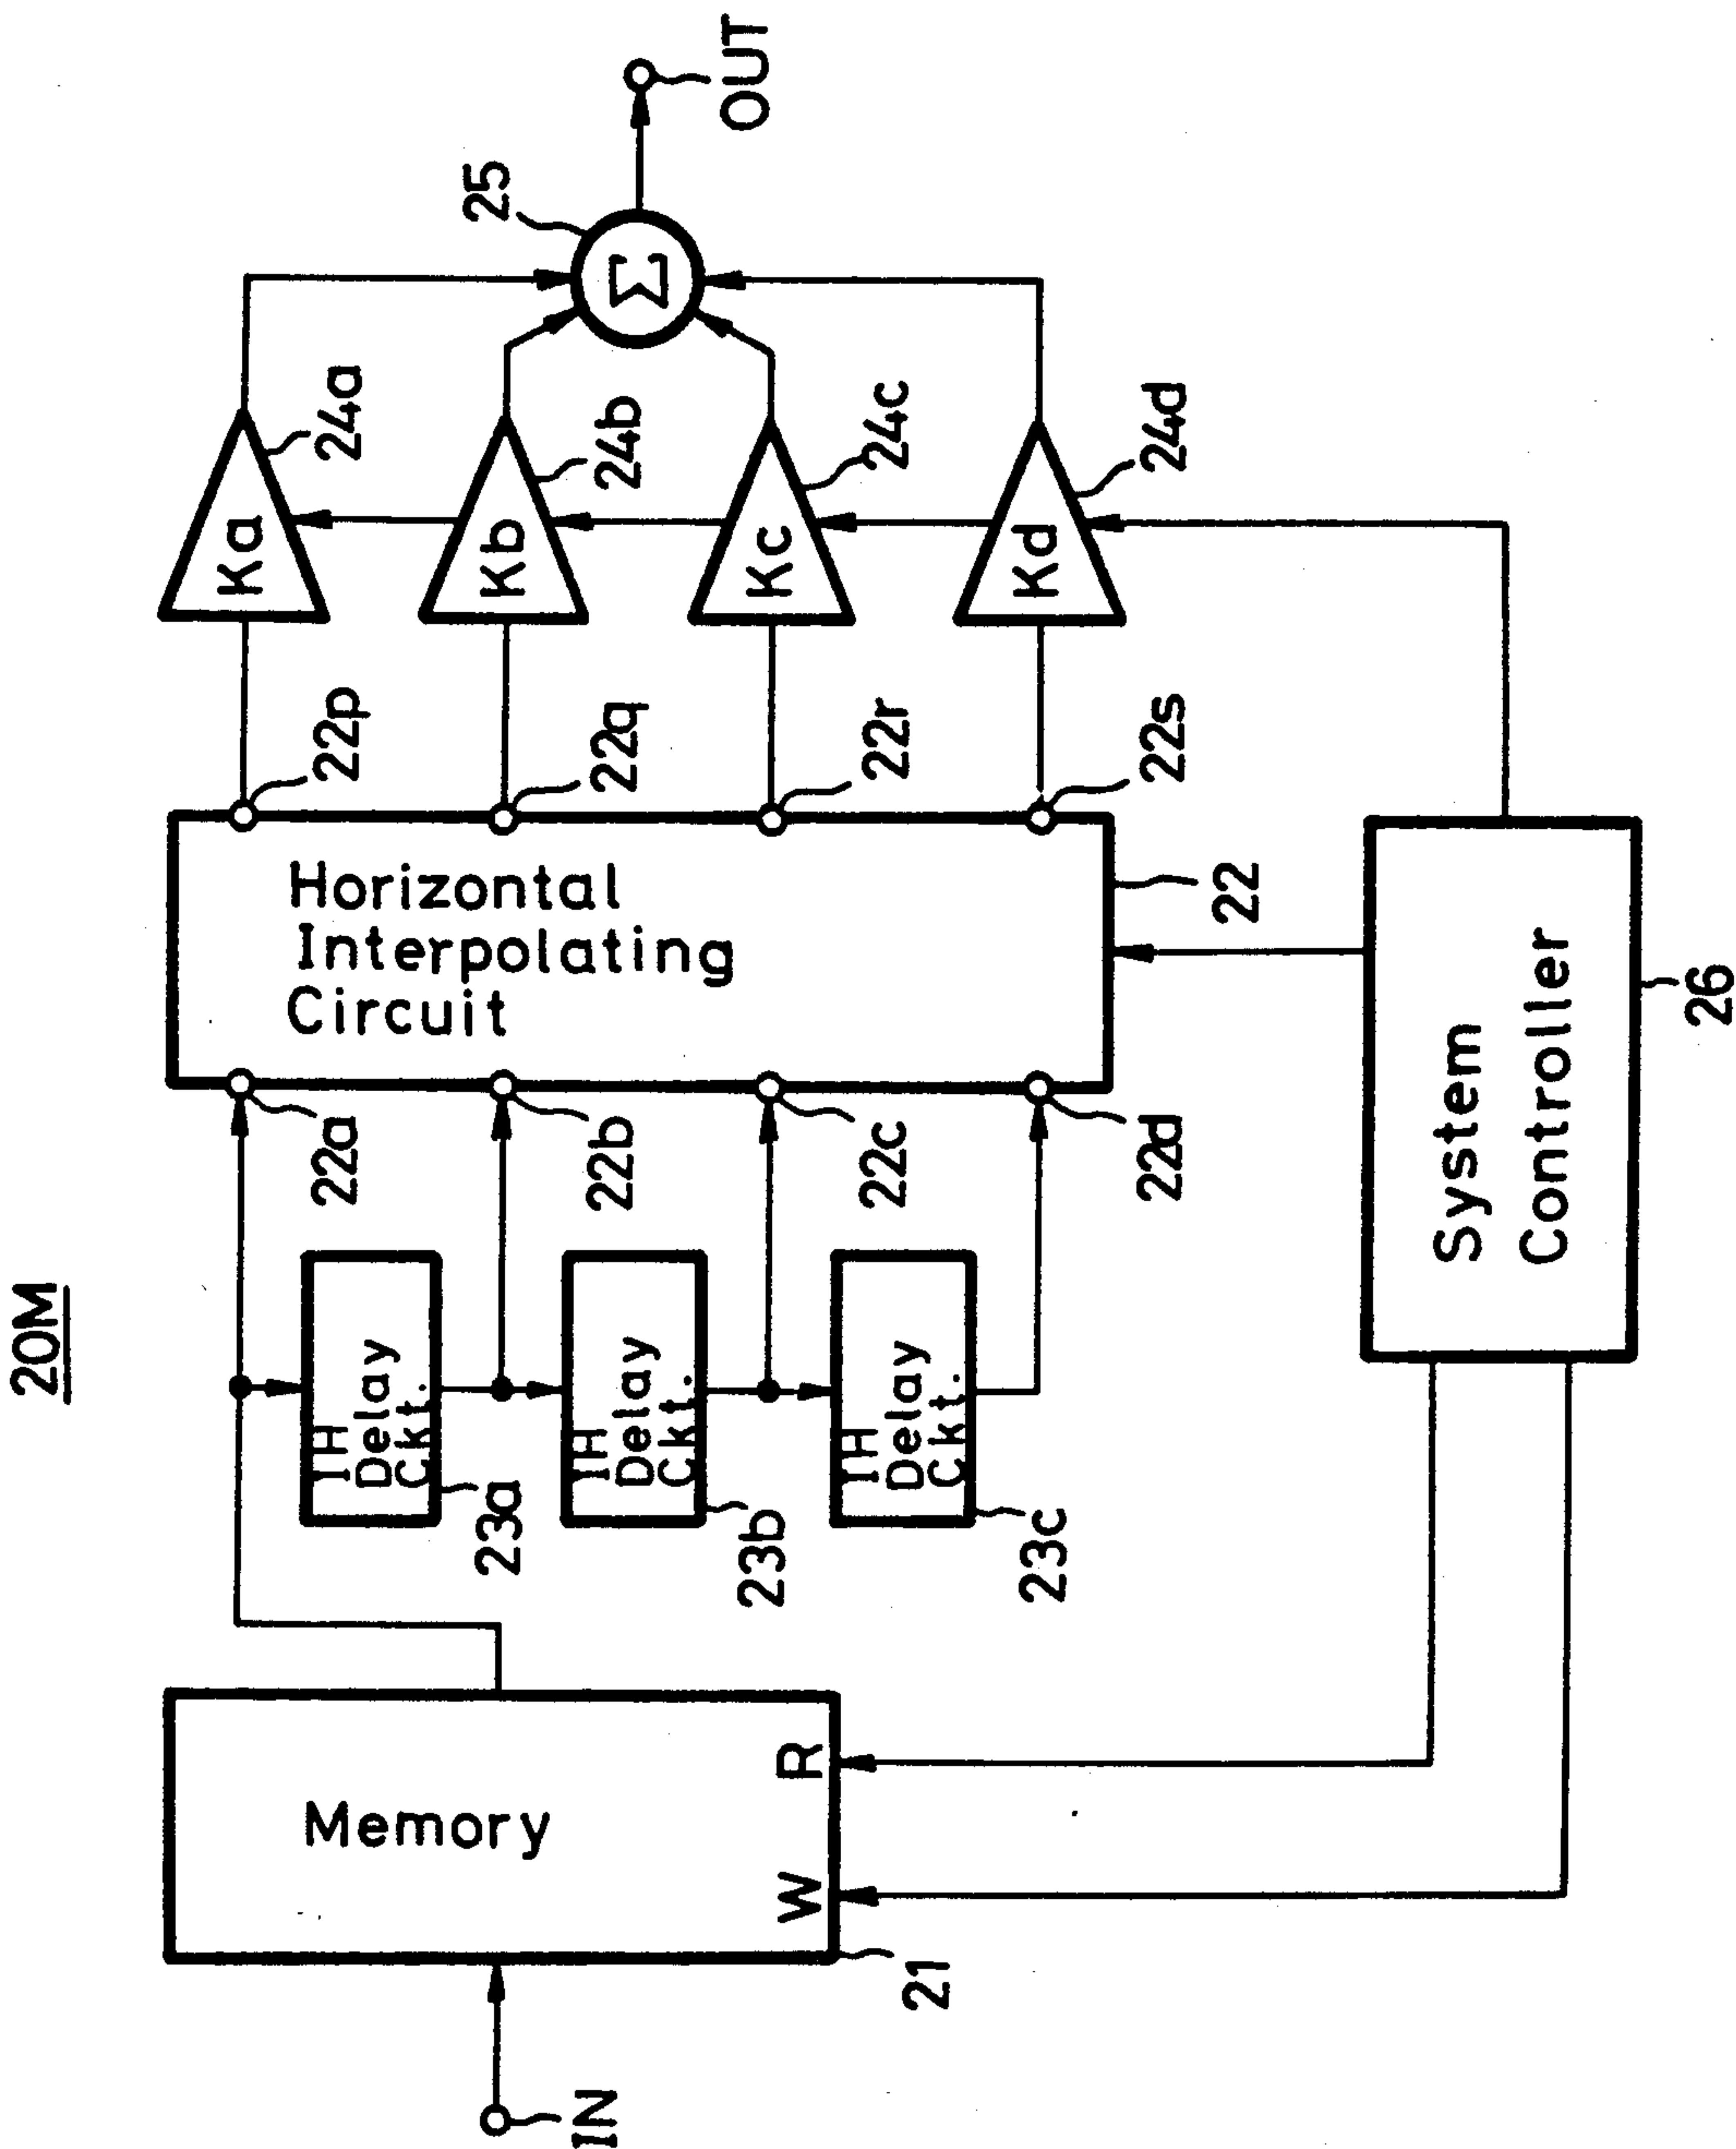 20M
IN
Memory
W
R
21
1H
Delay
Ckt.
23a
1H
Delay
Ckt.
23b
1H
Delay
Ckt.
23c
22a
22b
22c
22d
Horizontal
Interpolating
Circuit
22
22p
22q
22r
22s
Ka
24a
Kb
24b
Kc
24c
Kd
24d
Σ
25
OUT
System
Controller
26